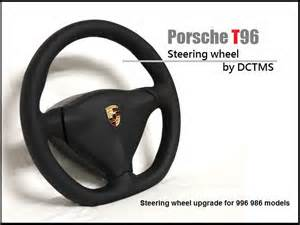 Porsche T96
Steering wheel
by DCTMS
Steering wheel upgrade for 996 986 models